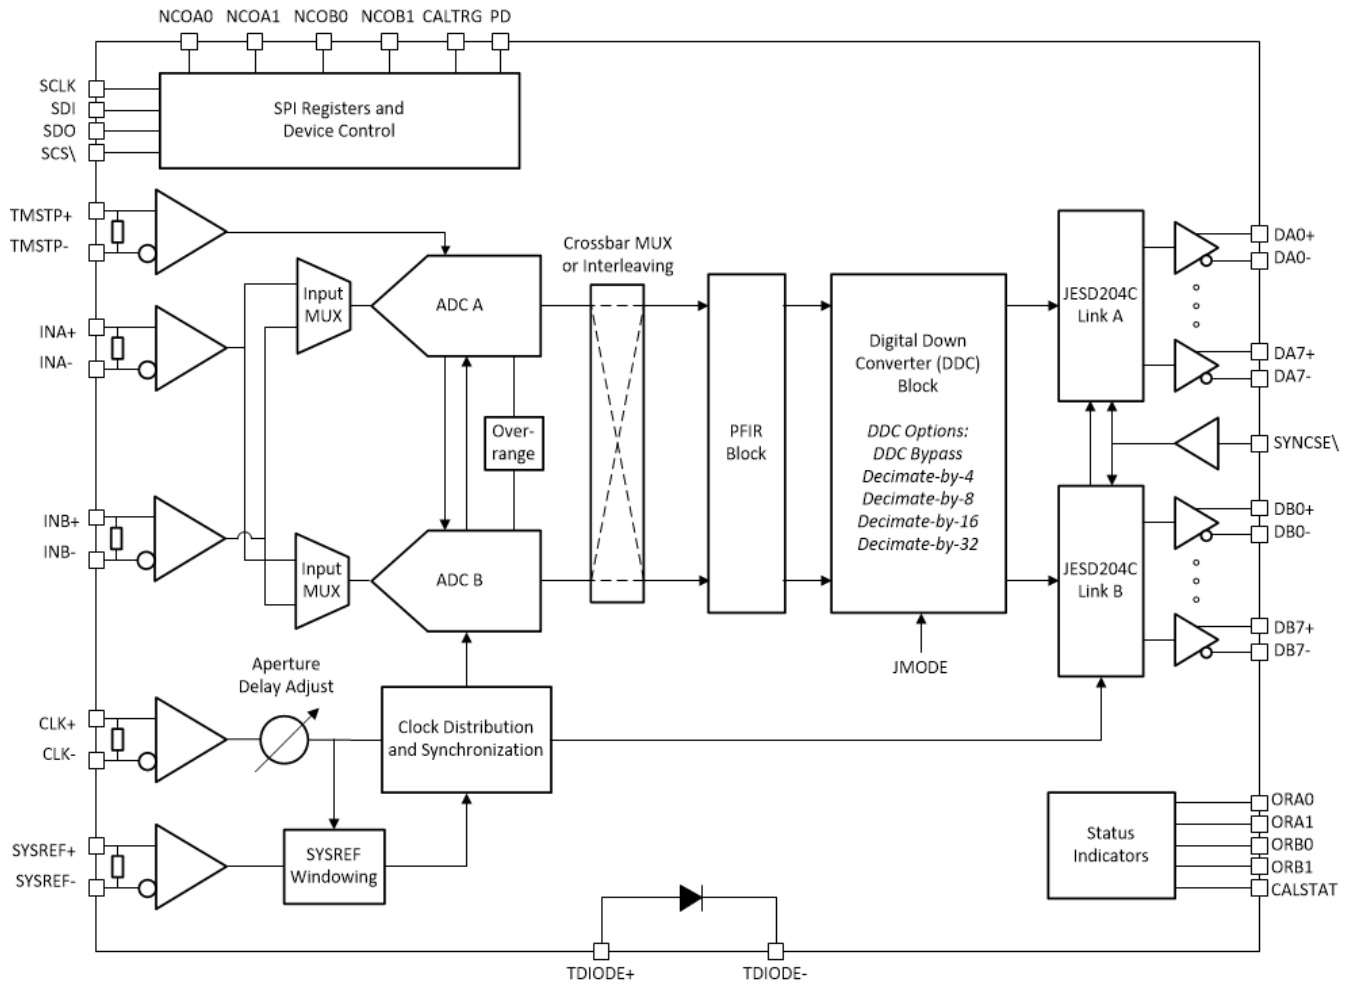 NCOA0 NCOA1 NCOB0 NCOB1 CALTRG PD
SCLK
SDI
SDO
SCS\
SPI Registers and
Device Control
TMSTP+
TMSTP-
INA+
INA-
Input
MUX
ADC A
Crossbar MUX
or Interleaving
Over-
range
INB+
INB-
Input
MUX
ADC B
PFIR
Block
Digital Down
Converter (DDC)
Block
DDC Options:
DDC Bypass
Decimate-by-4
Decimate-by-8
Decimate-by-16
Decimate-by-32
JMODE
JESD204C
Link A
DA0+
DA0-
DA7+
DA7-
SYNCSE\
JESD204C
Link B
DB0+
DB0-
DB7+
DB7-
Aperture
Delay Adjust
CLK+
CLK-
Clock Distribution
and Synchronization
SYSREF+
SYSREF-
SYSREF
Windowing
Status
Indicators
ORA0
ORA1
ORB0
ORB1
CALSTAT
TDIODE+
TDIODE-